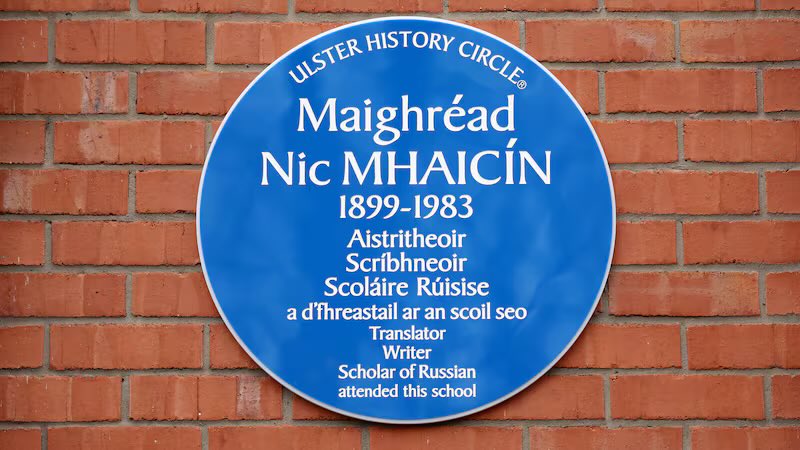 ULSTER HISTORY CIRCLE®
Maighréad
Nic MHAICÍN
1899-1983
Aistritheoir
Scríbhneoir
Scoláire Rúisise
a d'fhreastail ar an scoil seo
Translator
Writer
Scholar of Russian
attended this school